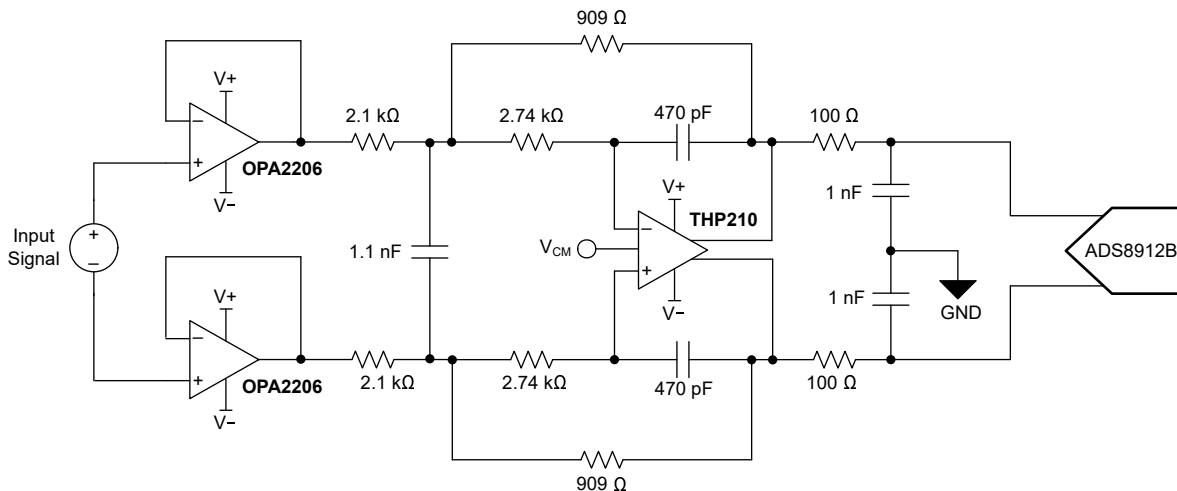 909 Ω
V+
2.1 kΩ
2.74 kΩ
470 pF
100 Ω
−
+
OPA2206
V−
V+
THP210
1 nF
Input
Signal
+
−
1.1 nF
VCM
−
+
ADS8912B
V+
V−
1 nF
GND
−
+
OPA2206
V−
2.1 kΩ
2.74 kΩ
470 pF
100 Ω
909 Ω